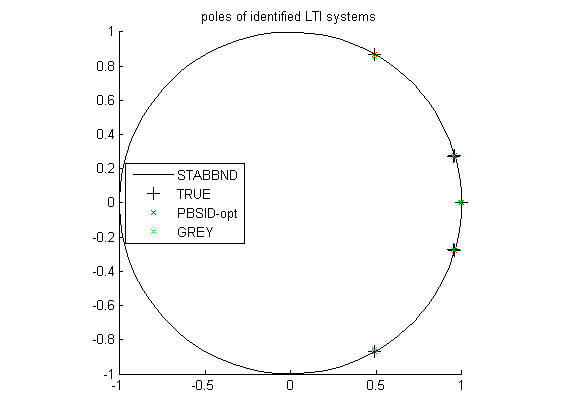 poles of identified LTI systems
1
0.8
0.6
0.4
0.2
0
-0.2
-0.4
-0.6
-0.8
-1
STABBND
TRUE
PBSID-opt
GREY
-1 -0.5 0 0.5 1